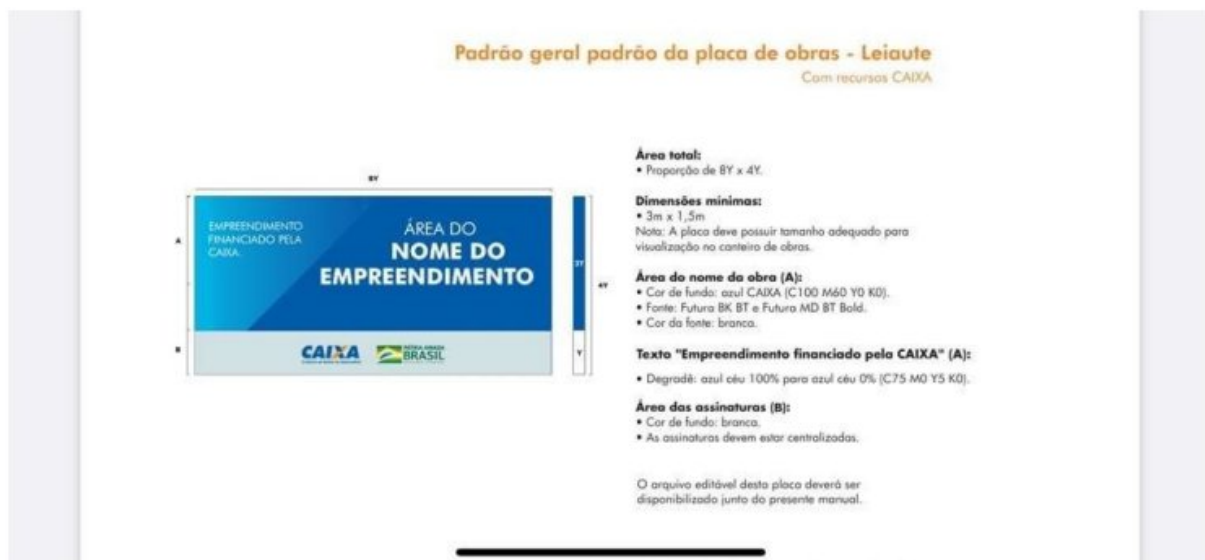 Padrão geral padrão da placa de obras - Leiaute
Com recursos CAIXA
8Y
A
B
EMPREENDIMENTO
FINANCIADO PELA
CAIXA.
ÁREA DO
NOME DO
EMPREENDIMENTO
3Y
Y
4Y
CAIXA
PÁTRIA AMADA
BRASIL
Área total:
• Proporção de 8Y x 4Y.
Dimensões mínimas:
• 3m x 1,5m
Nota: A placa deve possuir tamanho adequado para
visualização no canteiro de obras.
Área do nome da obra (A):
• Cor de fundo: azul CAIXA (C100 M60 Y0 K0).
• Fonte: Futura BK BT e Futura MD BT Bold.
• Cor da fonte: branca.
Texto "Empreendimento financiado pela CAIXA" (A):
• Degradê: azul céu 100% para azul céu 0% (C75 M0 Y5 K0).
Área das assinaturas (B):
• Cor de fundo: branca.
• As assinaturas devem estar centralizadas.
O arquivo editável desta placa deverá ser
disponibilizado junto do presente manual.